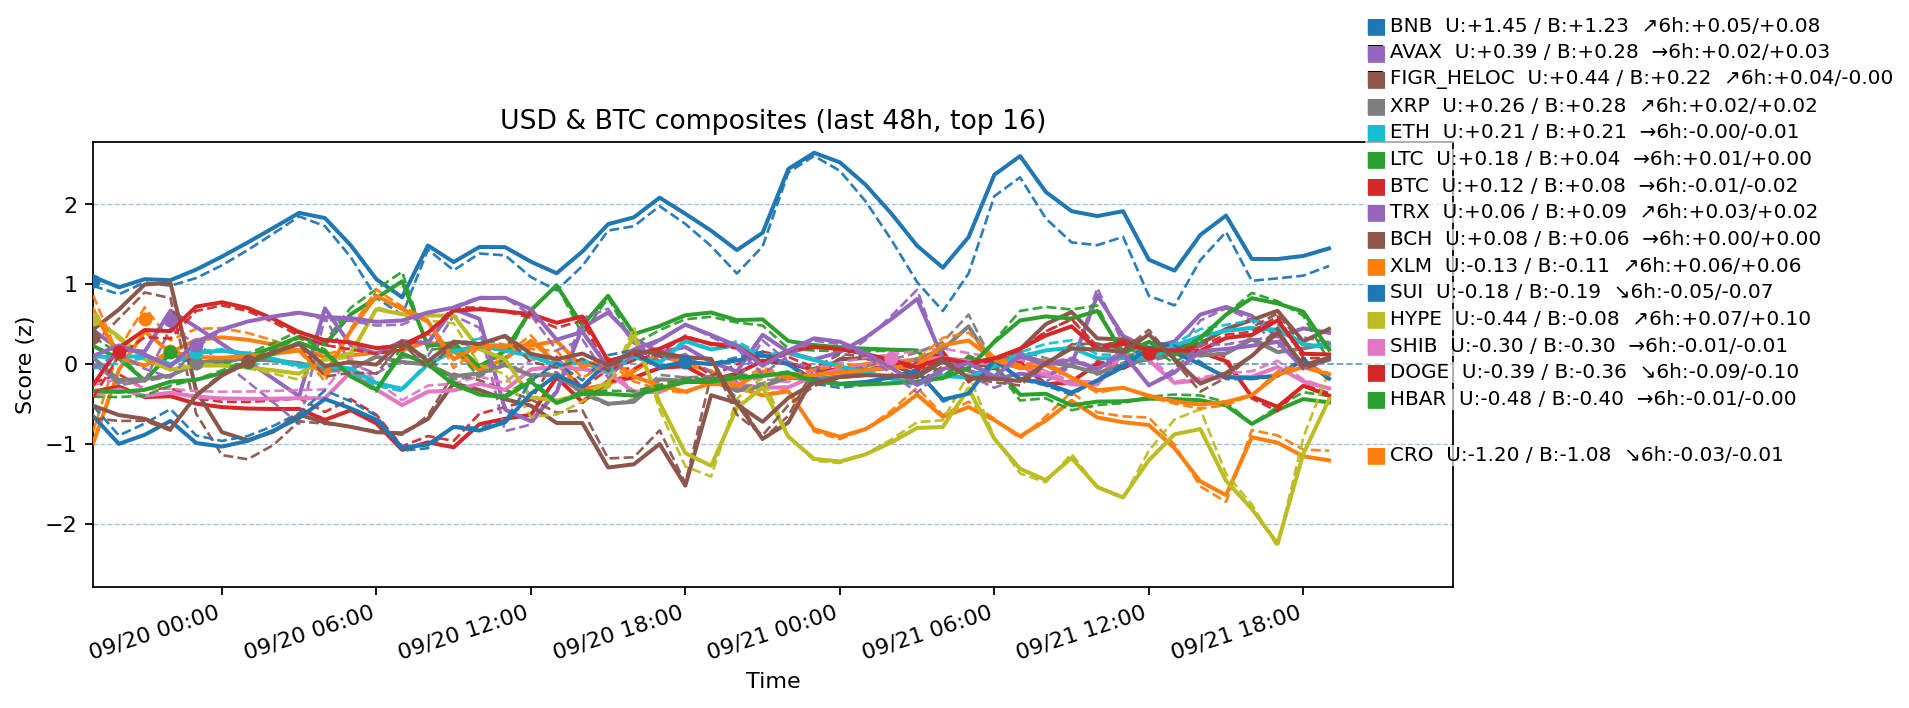 USD & BTC composites (last 48h, top 16)
BNB  U:+1.45 / B:+1.23  ↗6h:+0.05/+0.08
AVAX  U:+0.39 / B:+0.28  →6h:+0.02/+0.03
FIGR_HELOC  U:+0.44 / B:+0.22  ↗6h:+0.04/-0.00
XRP  U:+0.26 / B:+0.28  ↗6h:+0.02/+0.02
ETH  U:+0.21 / B:+0.21  →6h:-0.00/-0.01
LTC  U:+0.18 / B:+0.04  →6h:+0.01/+0.00
BTC  U:+0.12 / B:+0.08  →6h:-0.01/-0.02
TRX  U:+0.06 / B:+0.09  ↗6h:+0.03/+0.02
BCH  U:+0.08 / B:+0.06  →6h:+0.00/+0.00
XLM  U:-0.13 / B:-0.11  ↗6h:+0.06/+0.06
SUI  U:-0.18 / B:-0.19  ↘6h:-0.05/-0.07
HYPE  U:-0.44 / B:-0.08  ↗6h:+0.07/+0.10
SHIB  U:-0.30 / B:-0.30  →6h:-0.01/-0.01
DOGE  U:-0.39 / B:-0.36  ↘6h:-0.09/-0.10
HBAR  U:-0.48 / B:-0.40  →6h:-0.01/-0.00
CRO  U:-1.20 / B:-1.08  ↘6h:-0.03/-0.01
Score (z)
2
1
0
−1
−2
09/20 00:00
09/20 06:00
09/20 12:00
09/20 18:00
09/21 00:00
09/21 06:00
09/21 12:00
09/21 18:00
Time